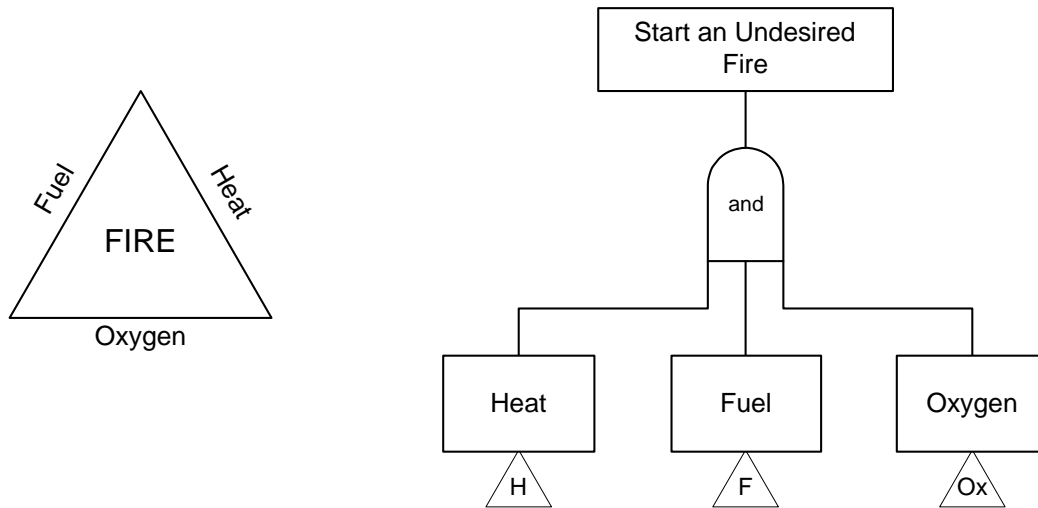 Fuel
Heat
FIRE
Oxygen
Start an Undesired
Fire
and
Heat
Fuel
Oxygen
H
F
Ox